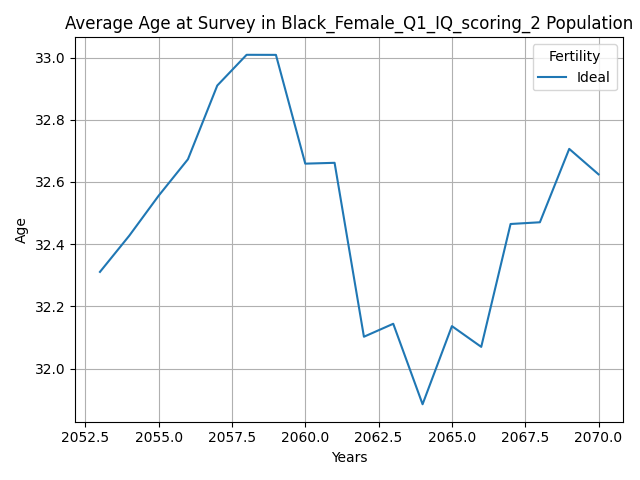 Average Age at Survey in Black_Female_Q1_IQ_scoring_2 Population
Fertility
Ideal
33.0
32.8
32.6
32.4
32.2
32.0
Age
2052.5 2055.0 2057.5 2060.0 2062.5 2065.0 2067.5 2070.0
Years